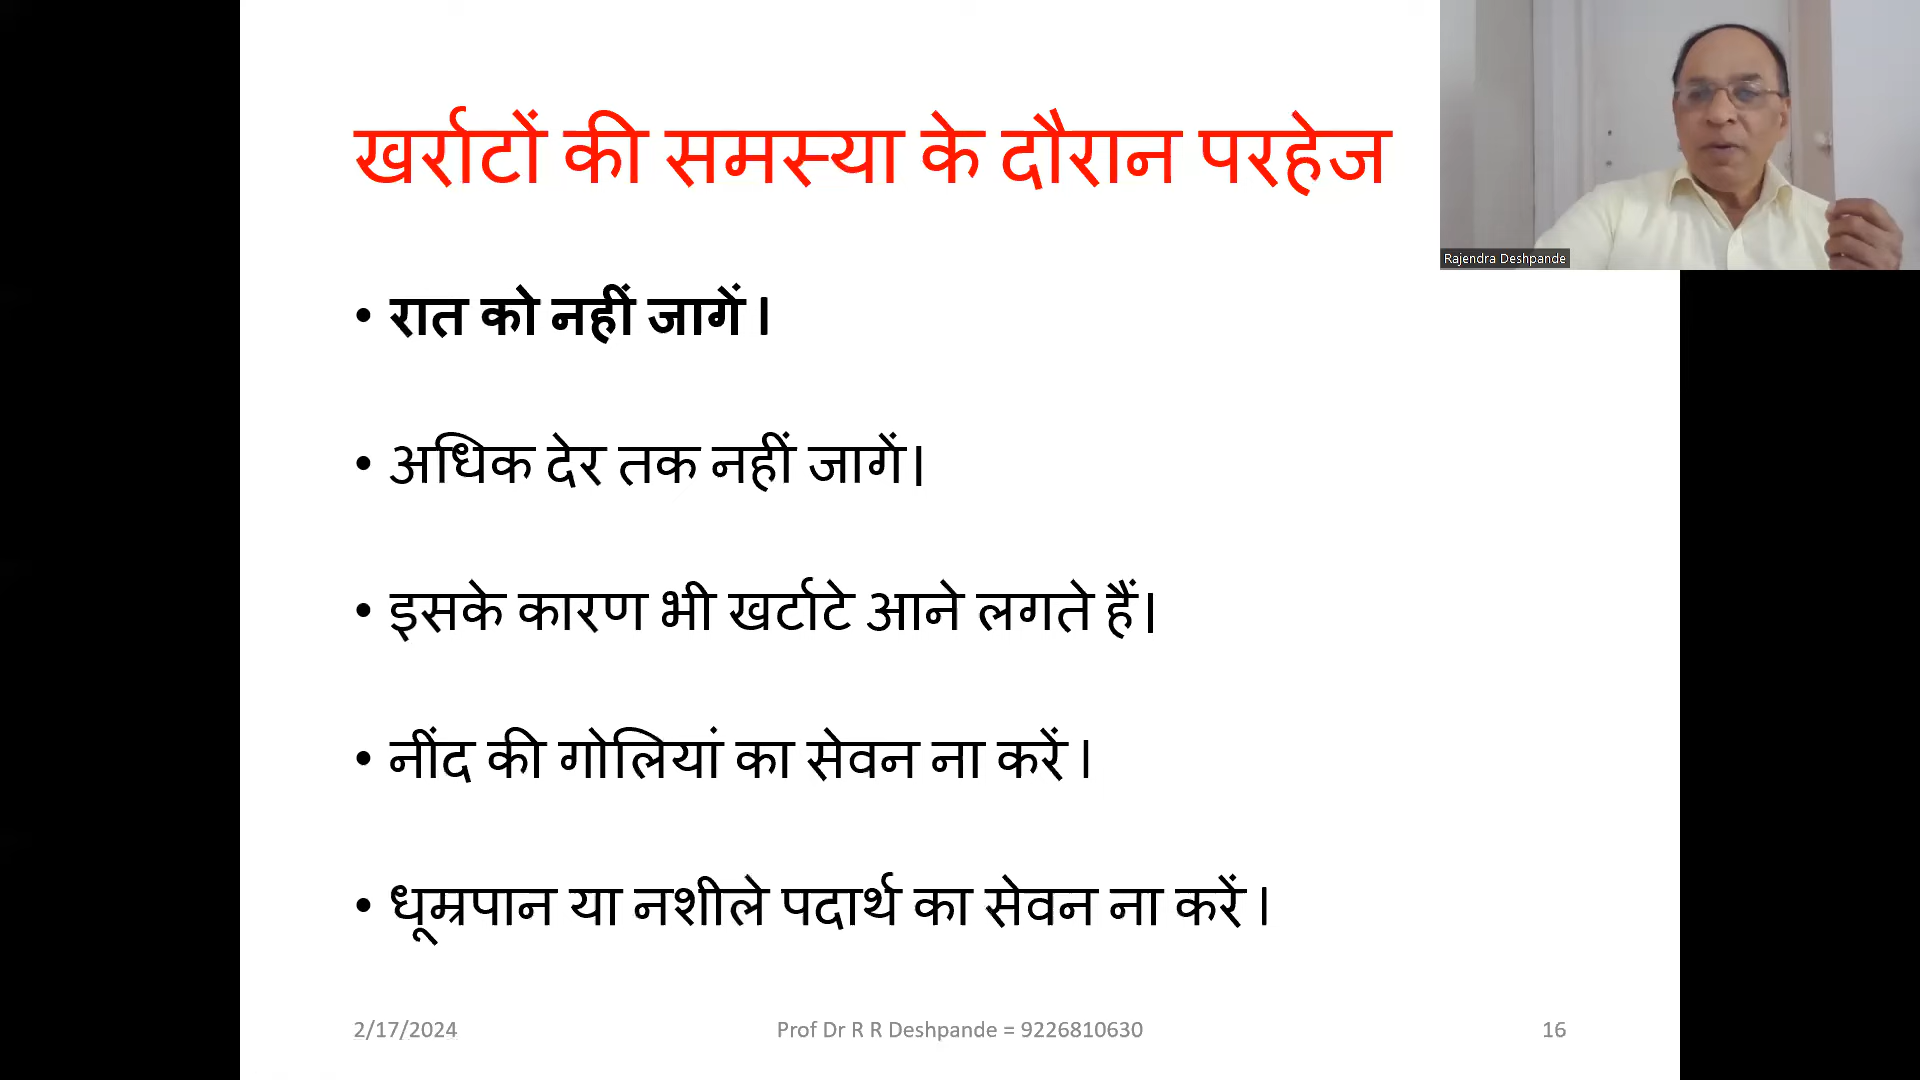 खर्राटों की समस्या के दौरान परहेज
Rajendra Deshpande
• रात को नहीं जागें ।
• अधिक देर तक नहीं जागें।
• इसके कारण भी खर्टाटे आने लगते हैं।
• नींद की गोलियां का सेवन ना करें ।
• धूम्रपान या नशीले पदार्थ का सेवन ना करें ।
2/17/2024
Prof Dr R R Deshpande = 9226810630
16